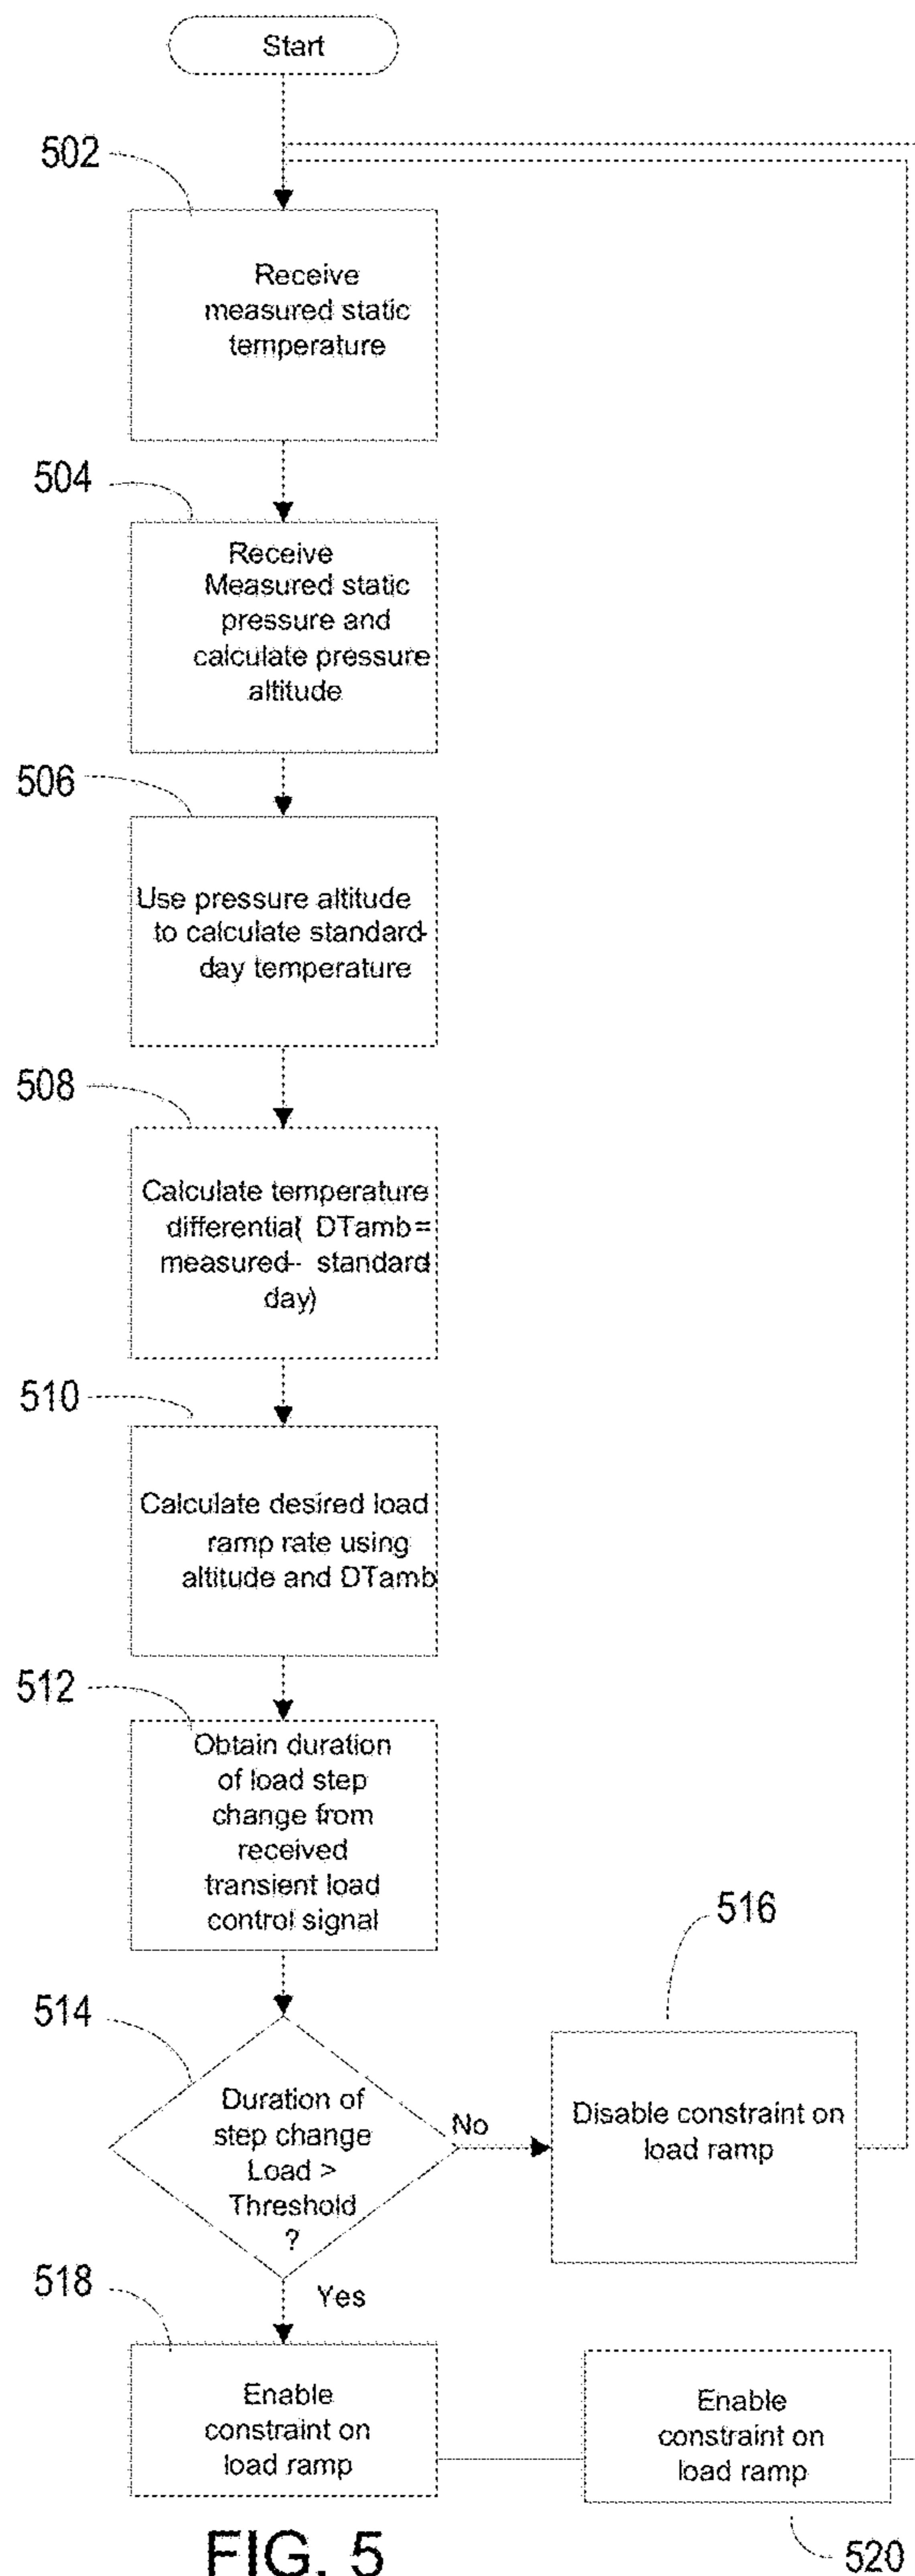 Start
502
Receive
measured static
temperature
504
Receive
Measured static
pressure and
calculate pressure
altitude
506
Use pressure altitude
to calculate standard-
day temperature
508
Calculate temperature
differential( DTamb=
measured-- standard
day)
510
Calculate desired load
ramp rate using
altitude and DTamb
512
Obtain duration
of load step
change from
received
transient load
control signal
514
Duration of
step change
Load >
Threshold
?
No
516
Disable constraint on
load ramp
Yes
518
Enable
constraint on
load ramp
Enable
constraint on
load ramp
520
FIG. 5